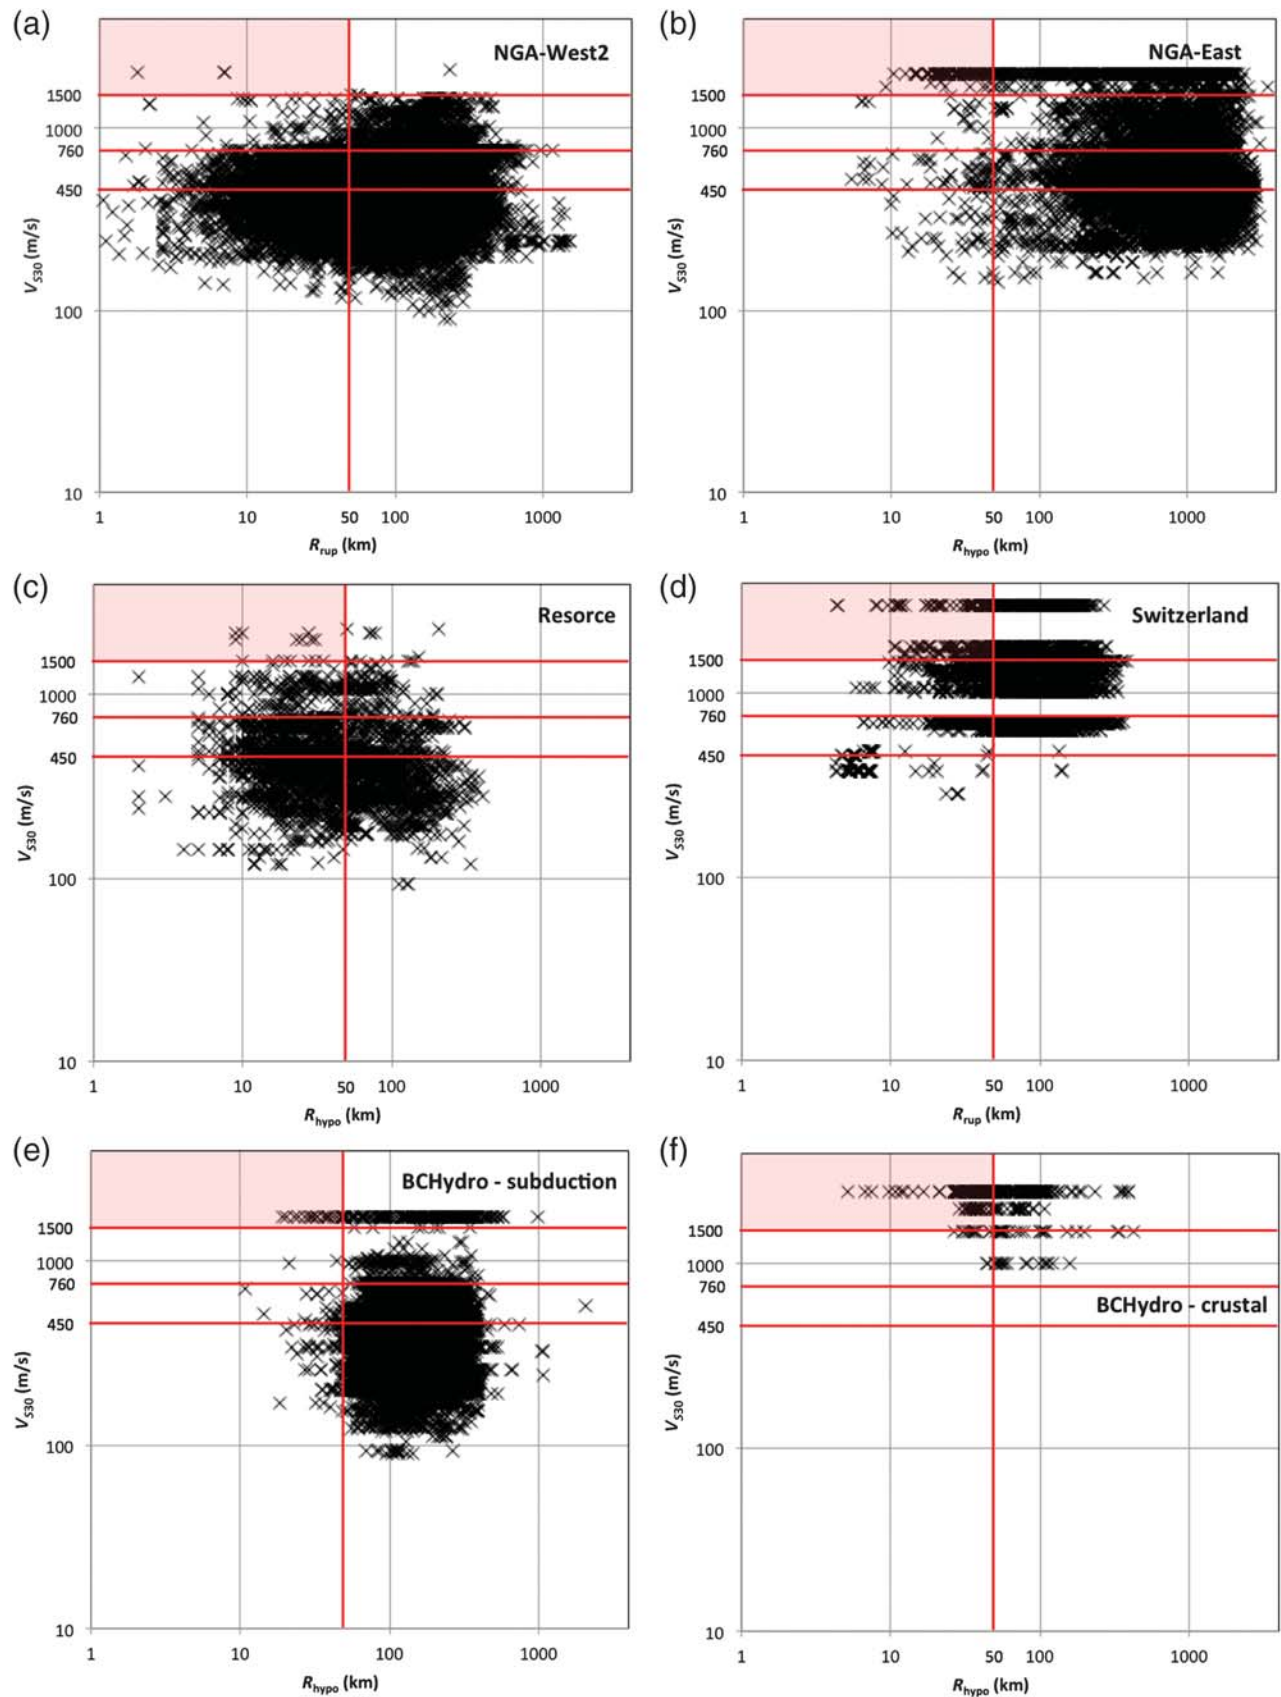 (a)
NGA-West2
1500
1000
760
450
100
10
V_S30 (m/s)
1 10 50 100 1000
R_rup (km)
(b)
NGA-East
1500
1000
760
450
100
10
V_S30 (m/s)
1 10 50 100 1000
R_hypo (km)
(c)
Resorce
1500
1000
760
450
100
10
V_S30 (m/s)
1 10 50 100 1000
R_hypo (km)
(d)
Switzerland
1500
1000
760
450
100
10
V_S30 (m/s)
1 10 50 100 1000
R_rup (km)
(e)
BCHydro - subduction
1500
1000
760
450
100
10
V_S30 (m/s)
1 10 50 100 1000
R_hypo (km)
(f)
1500
1000
760
BCHydro - crustal
450
100
10
V_S30 (m/s)
1 10 50 100 1000
R_hypo (km)